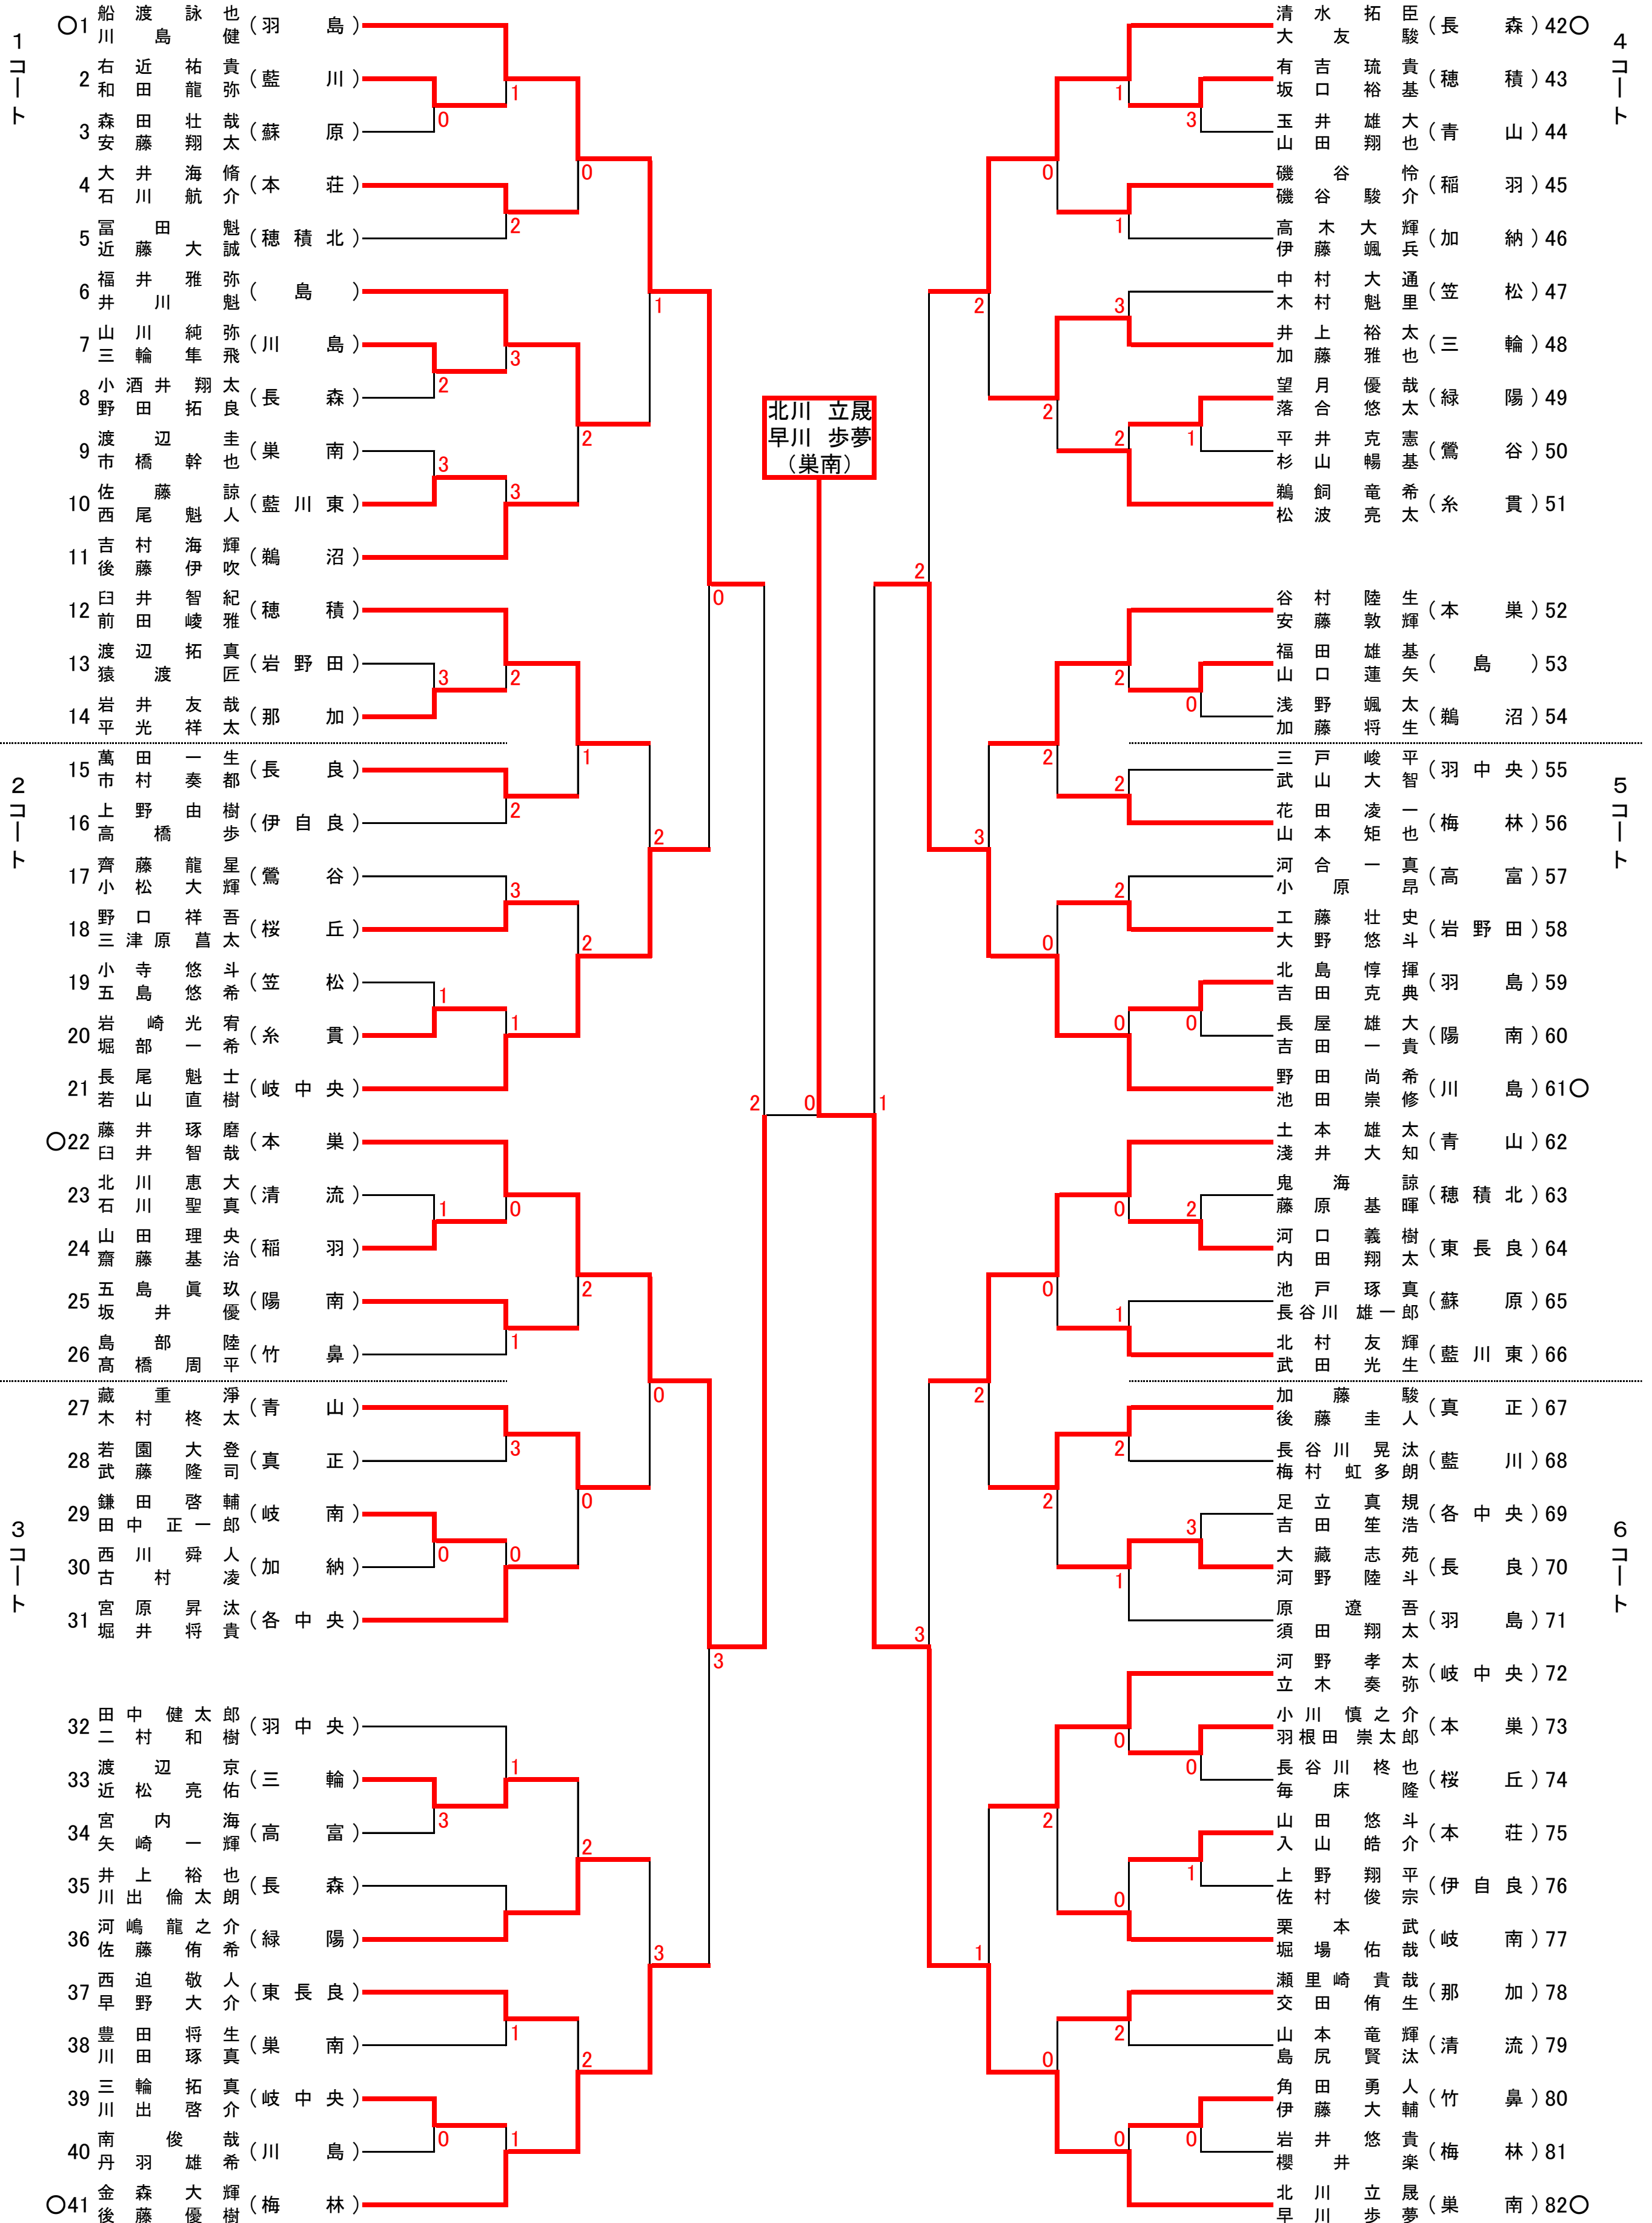 1コート
○1 船渡詠也 川島健 (羽島)
2 右近祐貴 和田龍弥 (藍川)
3 森田壮哉 安藤翔太 (蘇原)
4 大井海脩 石川航介 (本荘)
5 冨田魁 近藤大誠 (穂積北)
6 福井雅弥 井川魁 (島)
7 山川純弥 三輪隼飛 (川島)
8 小酒井翔太 野田拓良 (長森)
9 渡辺圭 市橋幹也 (巣南)
10 佐藤諒 西尾魁人 (藍川東)
11 吉村海輝 後藤伊吹 (鵜沼)
12 臼井智紀 前田崚雅 (穂積)
13 渡辺拓真 猿渡匠 (岩野田)
14 岩井友哉 平光祥太 (那加)
2コート
15 萬田一生 市村奏都 (長良)
16 上野由樹 高橋歩 (伊自良)
17 齊藤龍星 小松大輝 (鶯谷)
18 野口祥吾 三津原菖太 (桜丘)
19 小寺悠斗 五島悠希 (笠松)
20 岩崎光宥 堀部一希 (糸貫)
21 長尾魁士 若山直樹 (岐中央)
○22 藤井琢磨 臼井智哉 (本巣)
23 北川恵大 石川聖真 (清流)
24 山田理央 齋藤基治 (稲羽)
25 五島眞玖 坂井優 (陽南)
26 島部陸 髙橋周平 (竹鼻)
3コート
27 藏重淨 木村柊太 (青山)
28 若園大登 武藤隆司 (真正)
29 鎌田啓輔 田中正一郎 (岐南)
30 西川舜人 古村凌 (加納)
31 宮原昇汰 堀井将貴 (各中央)
32 田中健太郎 二村和樹 (羽中央)
33 渡辺京 近松亮佑 (三輪)
34 宮内海 矢崎一輝 (高富)
35 井上裕也 川出倫太朗 (長森)
36 河嶋龍之介 佐藤侑希 (緑陽)
37 西迫敬人 早野大介 (東長良)
38 豊田将生 川田琢真 (巣南)
39 三輪拓真 川出啓介 (岐中央)
40 南俊哉 丹羽雄希 (川島)
○41 金森大輝 後藤優樹 (梅林)
北川 立晟
早川 歩夢
(巣南)
4コート
清水拓臣 大友駿 (長森) 42○
有吉琉貴 坂口裕基 (穂積) 43
玉井雄大 山田翔也 (青山) 44
磯谷怜 磯谷駿介 (稲羽) 45
高木大輝 伊藤颯兵 (加納) 46
中村大通 木村魁里 (笠松) 47
井上裕太 加藤雅也 (三輪) 48
望月優哉 落合悠太 (緑陽) 49
平井克憲 杉山暢基 (鶯谷) 50
鵜飼竜希 松波亮太 (糸貫) 51
谷村陸生 安藤敦輝 (本巣) 52
福田雄基 山口蓮矢 (島) 53
浅野颯太 加藤将生 (鵜沼) 54
5コート
三戸峻平 武山大智 (羽中央) 55
花田凌一 山本矩也 (梅林) 56
河合一真 小原昂 (高富) 57
工藤壮史 大野悠斗 (岩野田) 58
北島惇揮 吉田克典 (羽島) 59
長屋雄大 吉田一貴 (陽南) 60
野田尚希 池田崇修 (川島) 61○
土本雄太 淺井大知 (青山) 62
鬼海諒 藤原基暉 (穂積北) 63
河口義樹 内田翔太 (東長良) 64
池戸琢真 長谷川雄一郎 (蘇原) 65
北村友輝 武田光生 (藍川東) 66
6コート
加藤駿 後藤圭人 (真正) 67
長谷川晃汰 梅村虹多朗 (藍川) 68
足立真規 吉田笙浩 (各中央) 69
大藏志苑 河野陸斗 (長良) 70
原遼吾 須田翔太 (羽島) 71
河野孝太 立木奏弥 (岐中央) 72
小川慎之介 羽根田崇太郎 (本巣) 73
長谷川柊也 毎床隆 (桜丘) 74
山田悠斗 入山皓介 (本荘) 75
上野翔平 佐村俊宗 (伊自良) 76
栗本武 堀場佑哉 (岐南) 77
瀬里崎貴哉 交田侑生 (那加) 78
山本竜輝 島尻賢汰 (清流) 79
角田勇人 伊藤大輔 (竹鼻) 80
岩井悠貴 櫻井楽 (梅林) 81
北川立晟 早川歩夢 (巣南) 82○